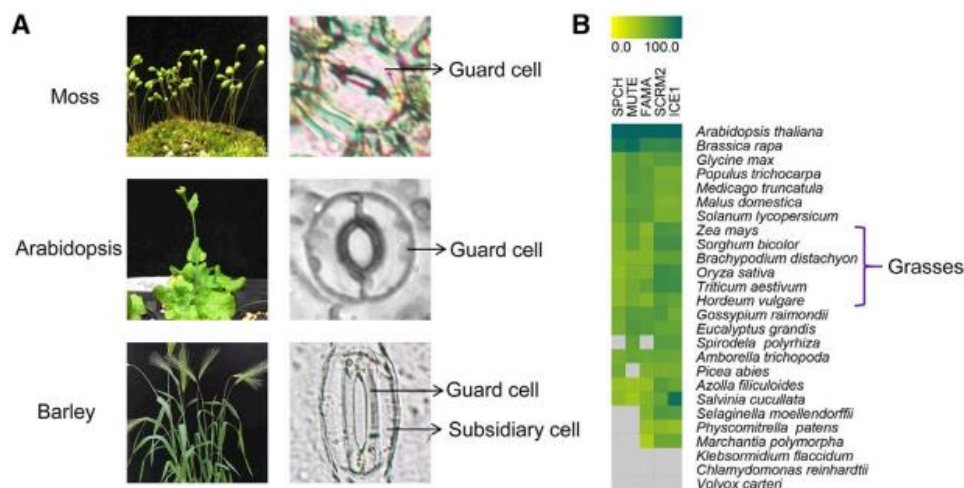 A
Moss
Guard cell
Arabidopsis
Guard cell
Barley
Guard cell
Subsidiary cell
B
0.0 100.0
SPCH
MUTE
FAMA
SCRM2
ICE1
Arabidopsis thaliana
Brassica rapa
Glycine max
Populus trichocarpa
Medicago truncatula
Malus domestica
Solanum lycopersicum
Zea mays
Sorghum bicolor
Brachypodium distachyon
Oryza sativa
Triticum aestivum
Hordeum vulgare
Grasses
Gossypium raimondii
Eucalyptus grandis
Spirodela polyrhiza
Amborella trichopoda
Picea abies
Azolla filiculoides
Salvinia cucullata
Selaginella moellendorffii
Physcomitrella patens
Marchantia polymorpha
Klebsormidium flaccidum
Chlamydomonas reinhardtii
Volvox carteri